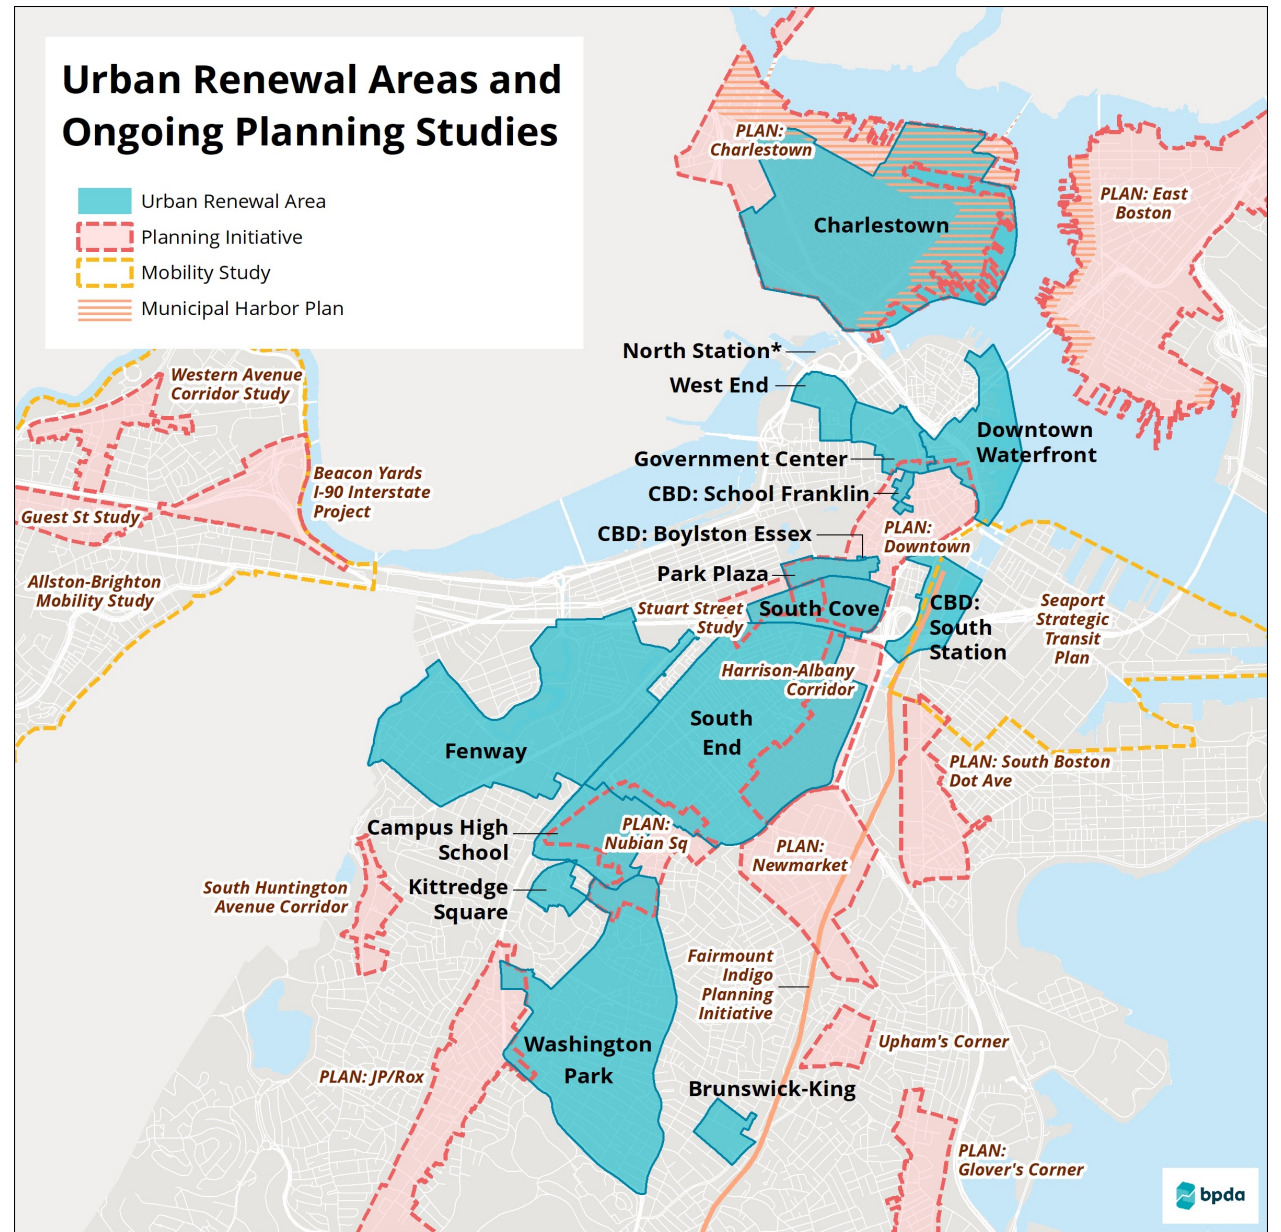 Urban Renewal Areas and
Ongoing Planning Studies
Urban Renewal Area
Planning Initiative
Mobility Study
Municipal Harbor Plan
PLAN:
Charlestown
Charlestown
PLAN: East
Boston
North Station*
West End
Western Avenue
Corridor Study
Downtown
Waterfront
Government Center
Beacon Yards
I-90 Interstate
Project
CBD: School Franklin
Guest St Study
CBD: Boylston Essex
PLAN:
Downtown
Park Plaza
Allston-Brighton
Mobility Study
Stuart Street
Study
South Cove
CBD:
South
Station
Seaport
Strategic
Transit
Plan
Harrison-Albany
Corridor
South
End
Fenway
PLAN: South Boston
Dot Ave
Campus High
School
PLAN:
Nubian Sq
PLAN:
Newmarket
South Huntington
Avenue Corridor
Kittredge
Square
Fairmount
Indigo
Planning
Initiative
Washington
Park
Upham's Corner
PLAN: JP/Rox
Brunswick-King
PLAN:
Glover's Corner
bpda